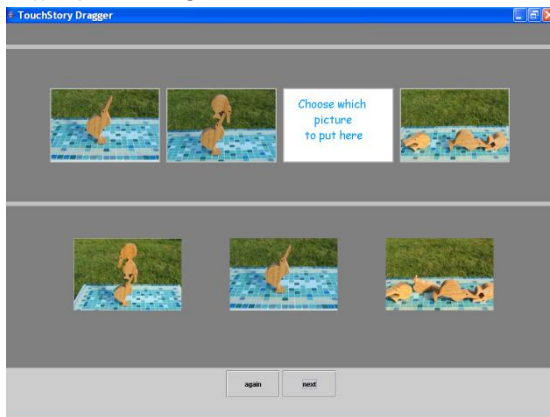 TouchStory Dragger
Choose which
picture
to put here
again
next